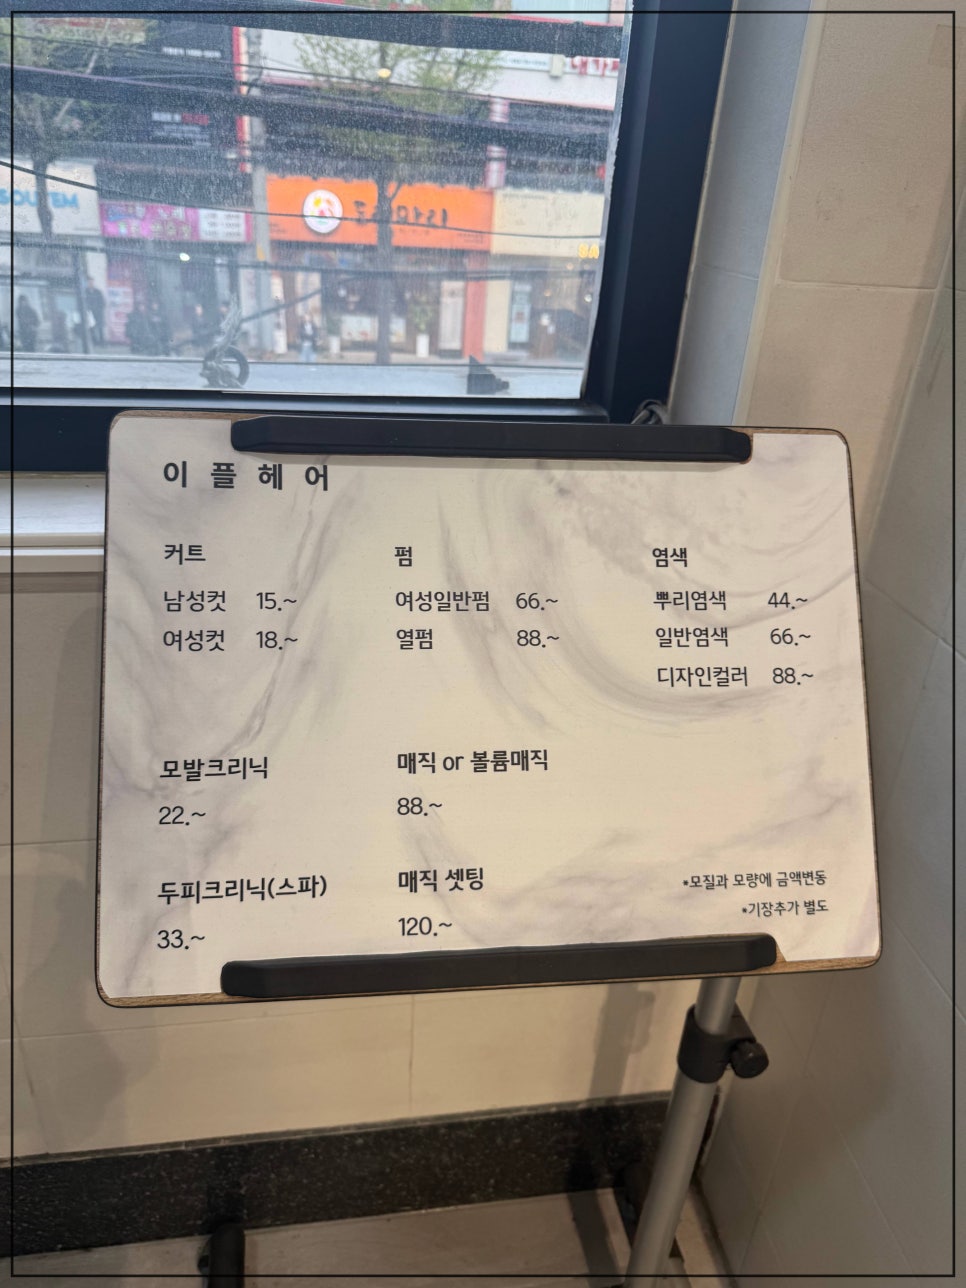 SOUTEM
이 플 헤 어
커트
남성컷 15.~
여성컷 18.~
펌
여성일반펌 66.~
열펌 88.~
염색
뿌리염색 44.~
일반염색 66.~
디자인컬러 88.~
모발크리닉
22.~
매직 or 볼륨매직
88.~
두피크리닉(스파)
33.~
매직 셋팅
120.~
*모질과 모량에 금액변동
*기장추가 별도